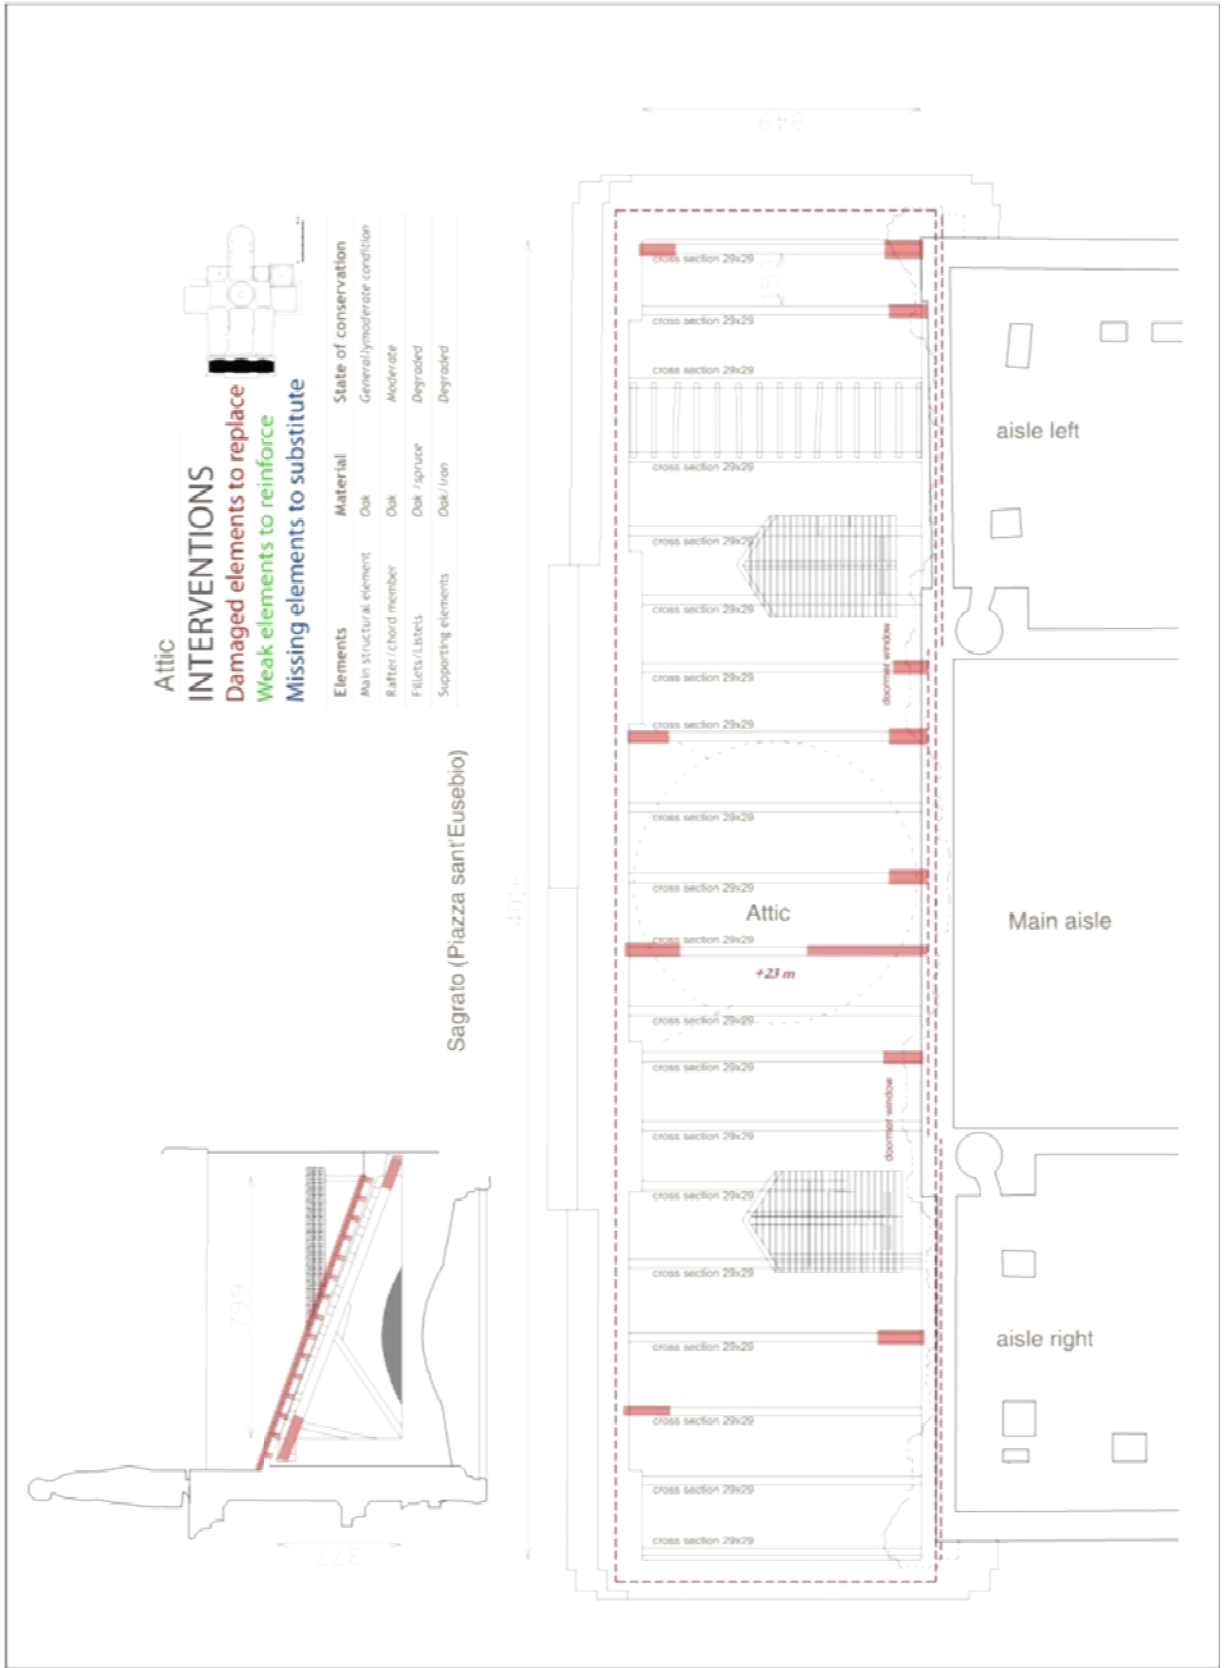 Attic
INTERVENTIONS
Damaged elements to replace
Weak elements to reinforce
Missing elements to substitute
Elements Material State of conservation
Main structural element Oak Generally moderate condition
Rafter/ chord member Oak Moderate
Fillets/Listels Oak / spruce Degraded
Supporting elements Oak/ Iron Degraded
Sagrato (Piazza sant'Eusebio)
849
4016
159
cross section 29x29
cross section 29x29
cross section 29x29
cross section 29x29
cross section 29x29
cross section 29x29
doormer window
cross section 29x29
cross section 29x29
cross section 29x29
cross section 29x29
Attic
cross section 29x29
+23 m
cross section 29x29
cross section 29x29
doormer window
cross section 29x29
cross section 29x29
cross section 29x29
cross section 29x29
cross section 29x29
cross section 29x29
cross section 29x29
aisle left
Main aisle
aisle right
799
377